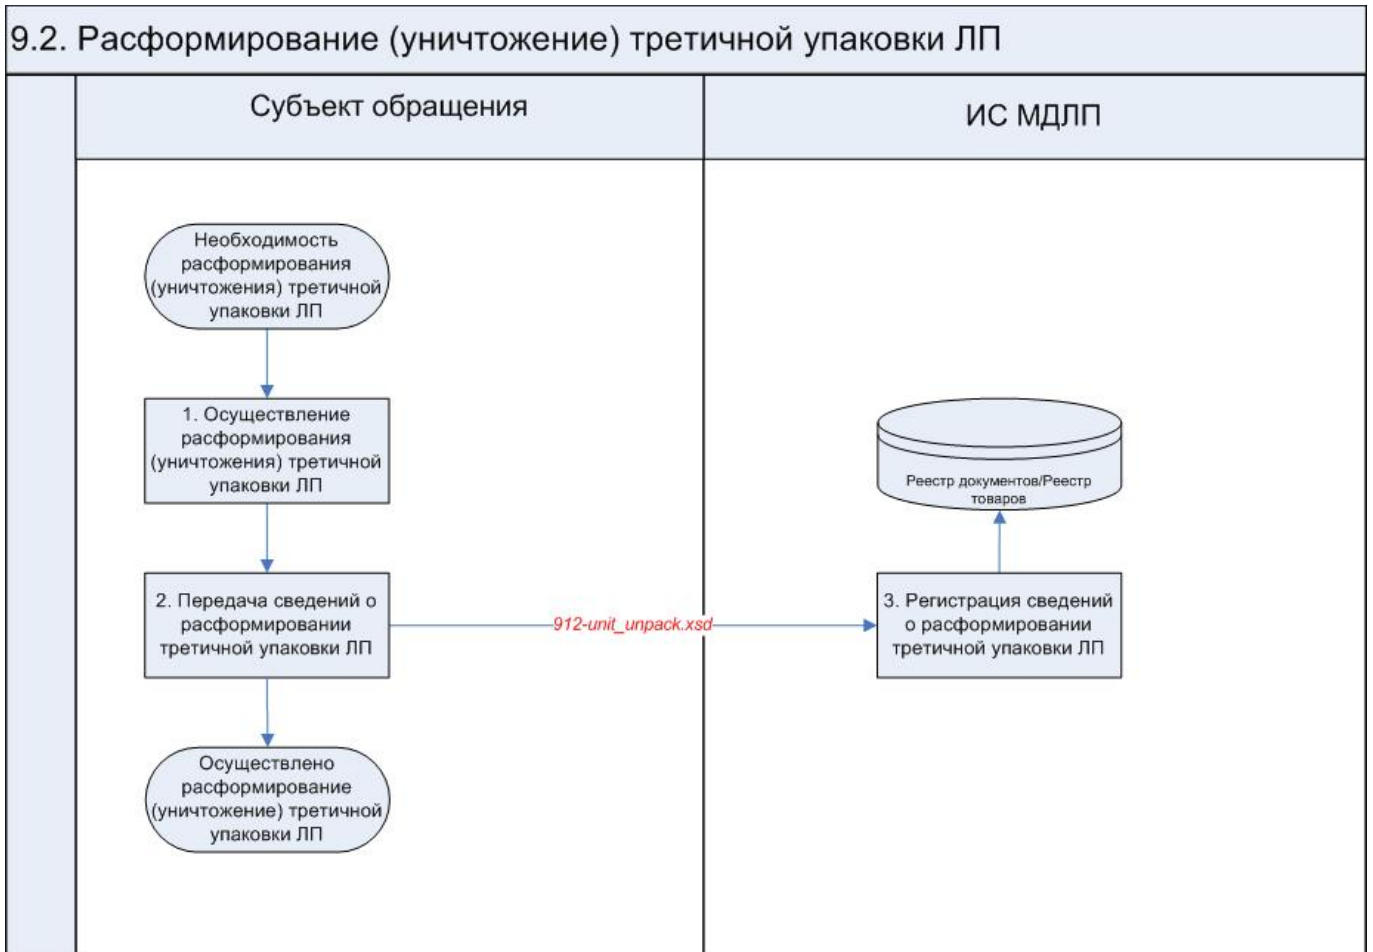 9.2. Расформирование (уничтожение) третичной упаковки ЛП
Субъект обращения
ИС МДЛП
Необходимость
расформирования
(уничтожения) третичной
упаковки ЛП
1. Осуществление
расформирования
(уничтожения) третичной
упаковки ЛП
Реестр документов/Реестр
товаров
2. Передача сведений о
расформировании
третичной упаковки ЛП
912-unit_unpack.xsd
3. Регистрация сведений
о расформировании
третичной упаковки ЛП
Осуществлено
расформирование
(уничтожение) третичной
упаковки ЛП